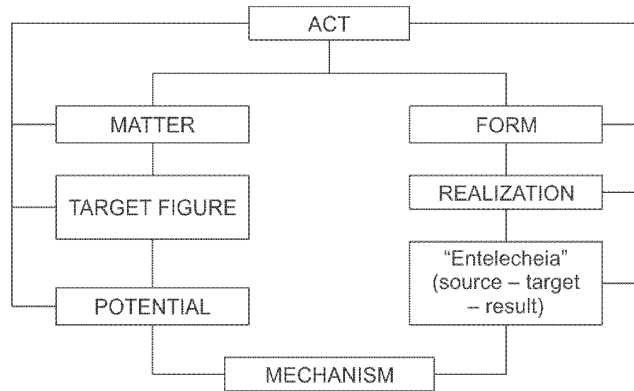 ACT
MATTER
FORM
TARGET FIGURE
REALIZATION
"Entelecheia"
(source – target
– result)
POTENTIAL
MECHANISM